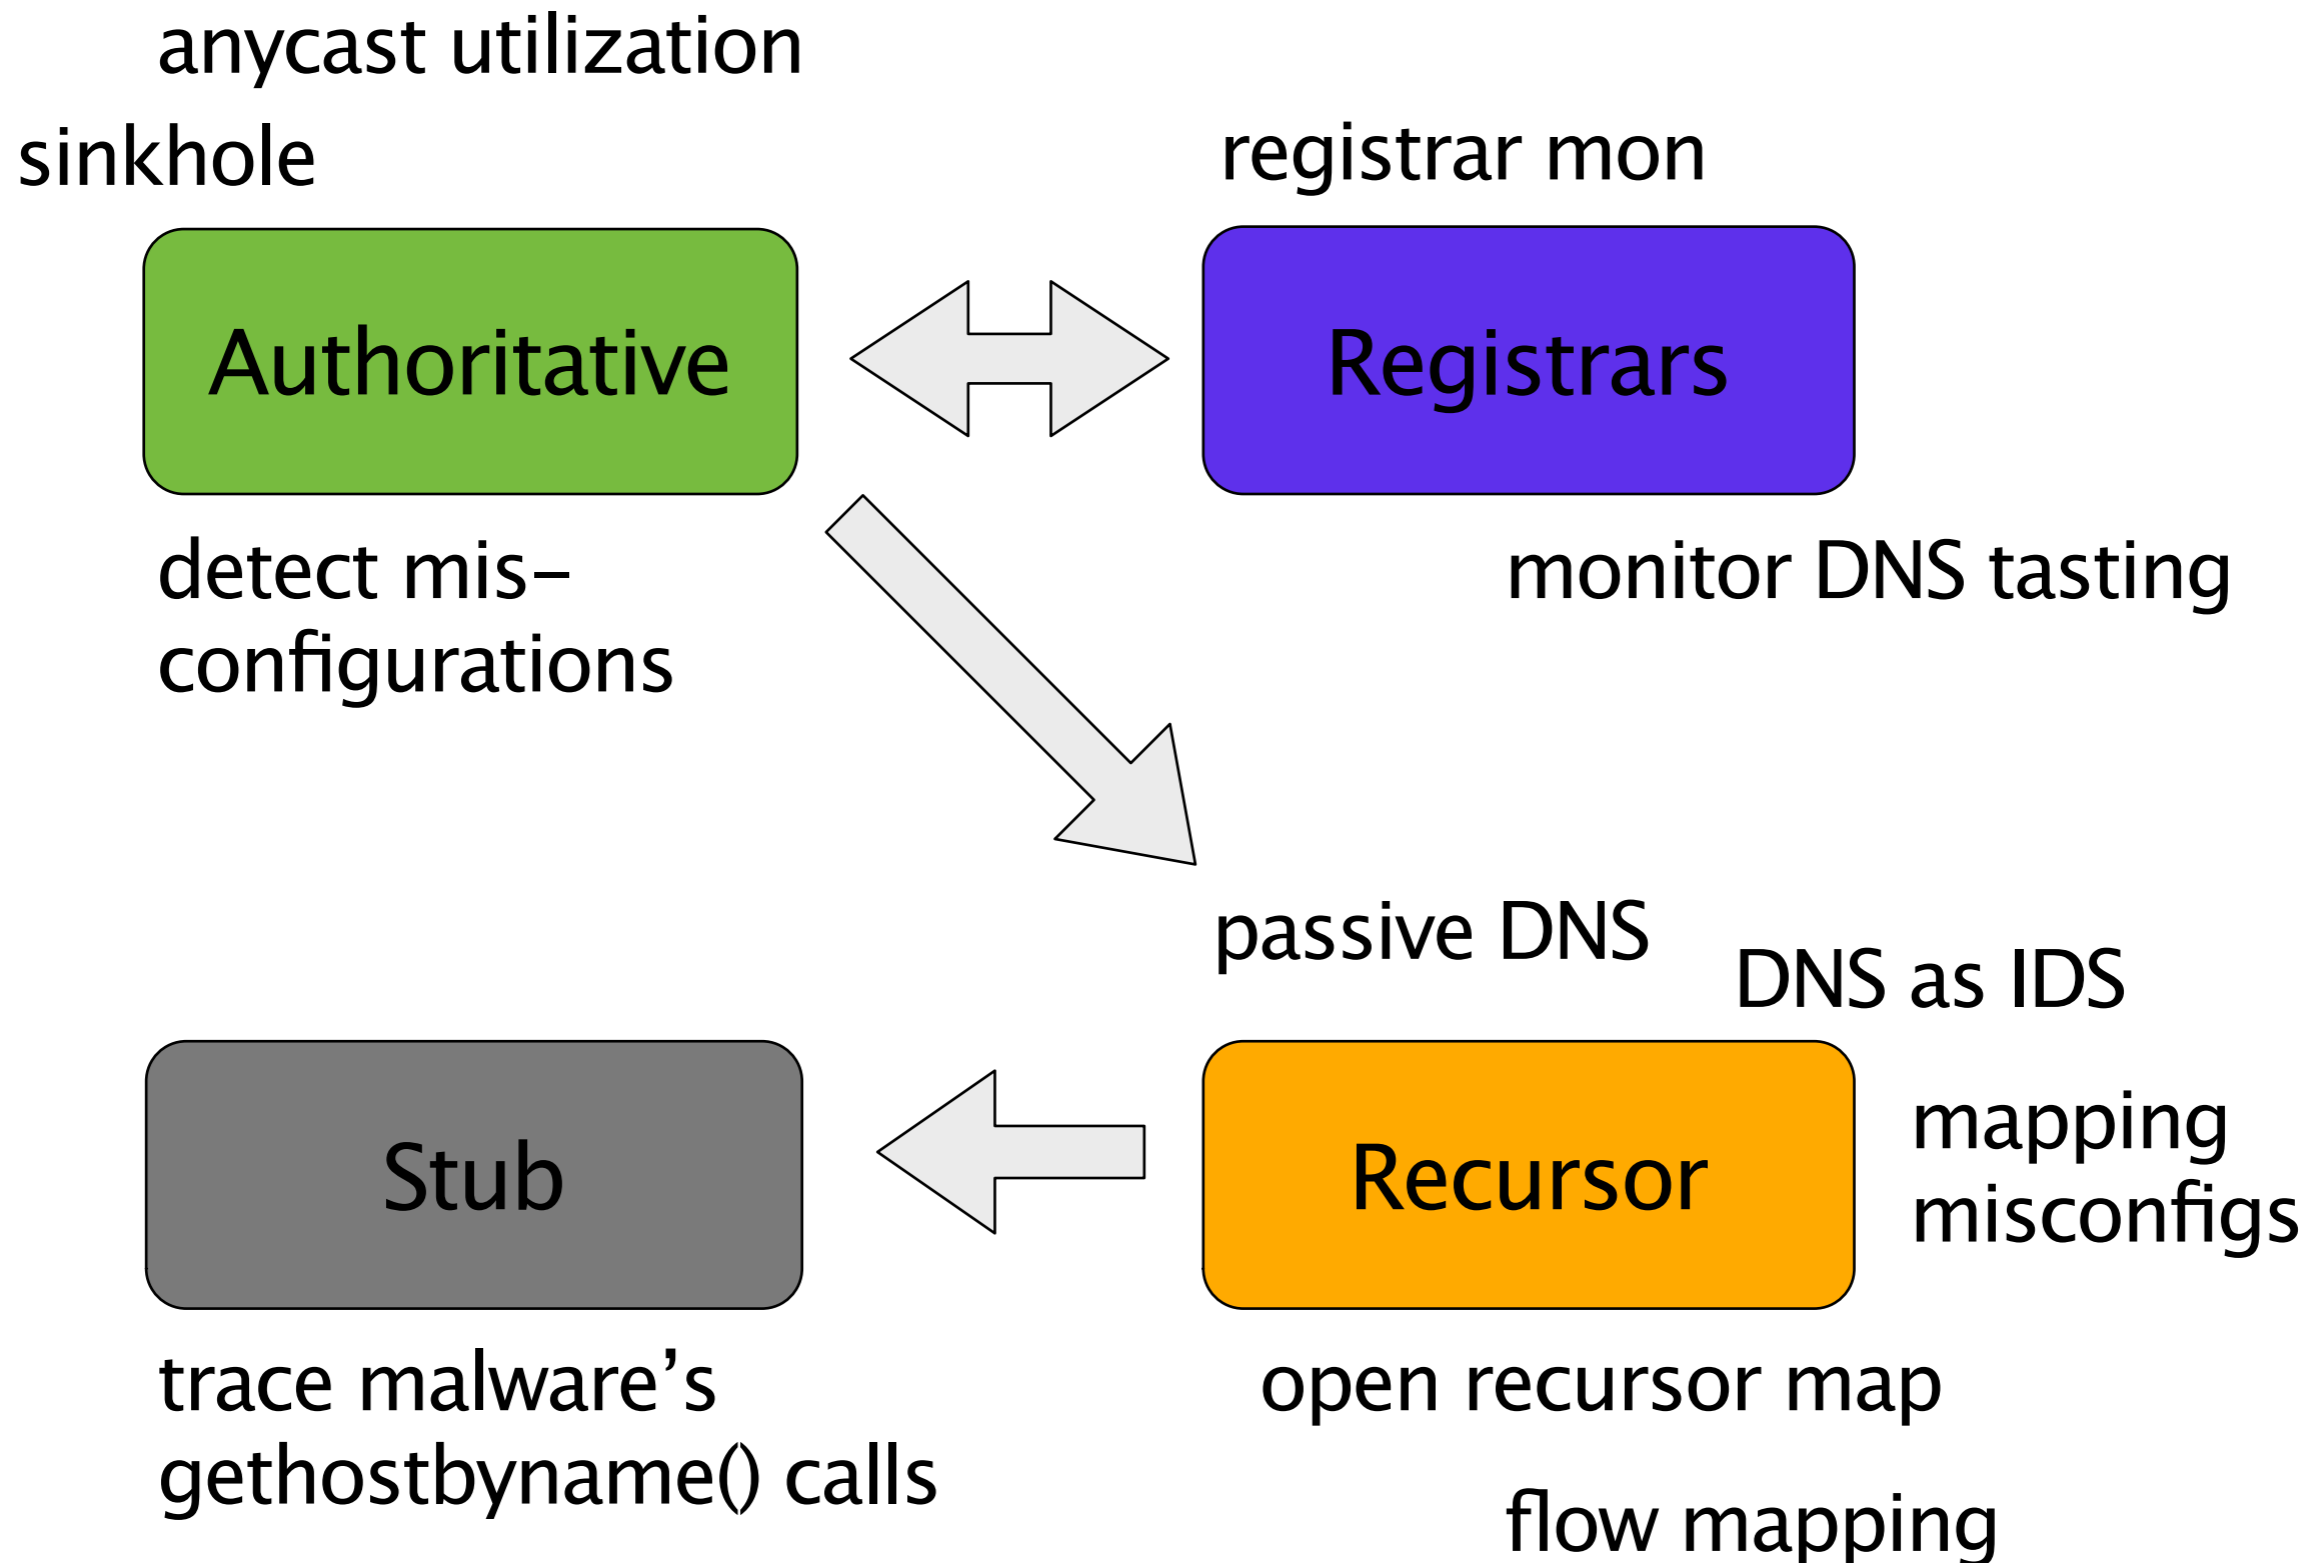 anycast utilization
sinkhole
registrar mon
Authoritative
Registrars
detect mis-
configurations
monitor DNS tasting
passive DNS
DNS as IDS
Stub
Recursor
mapping
misconfigs
trace malware’s
gethostbyname() calls
open recursor map
flow mapping